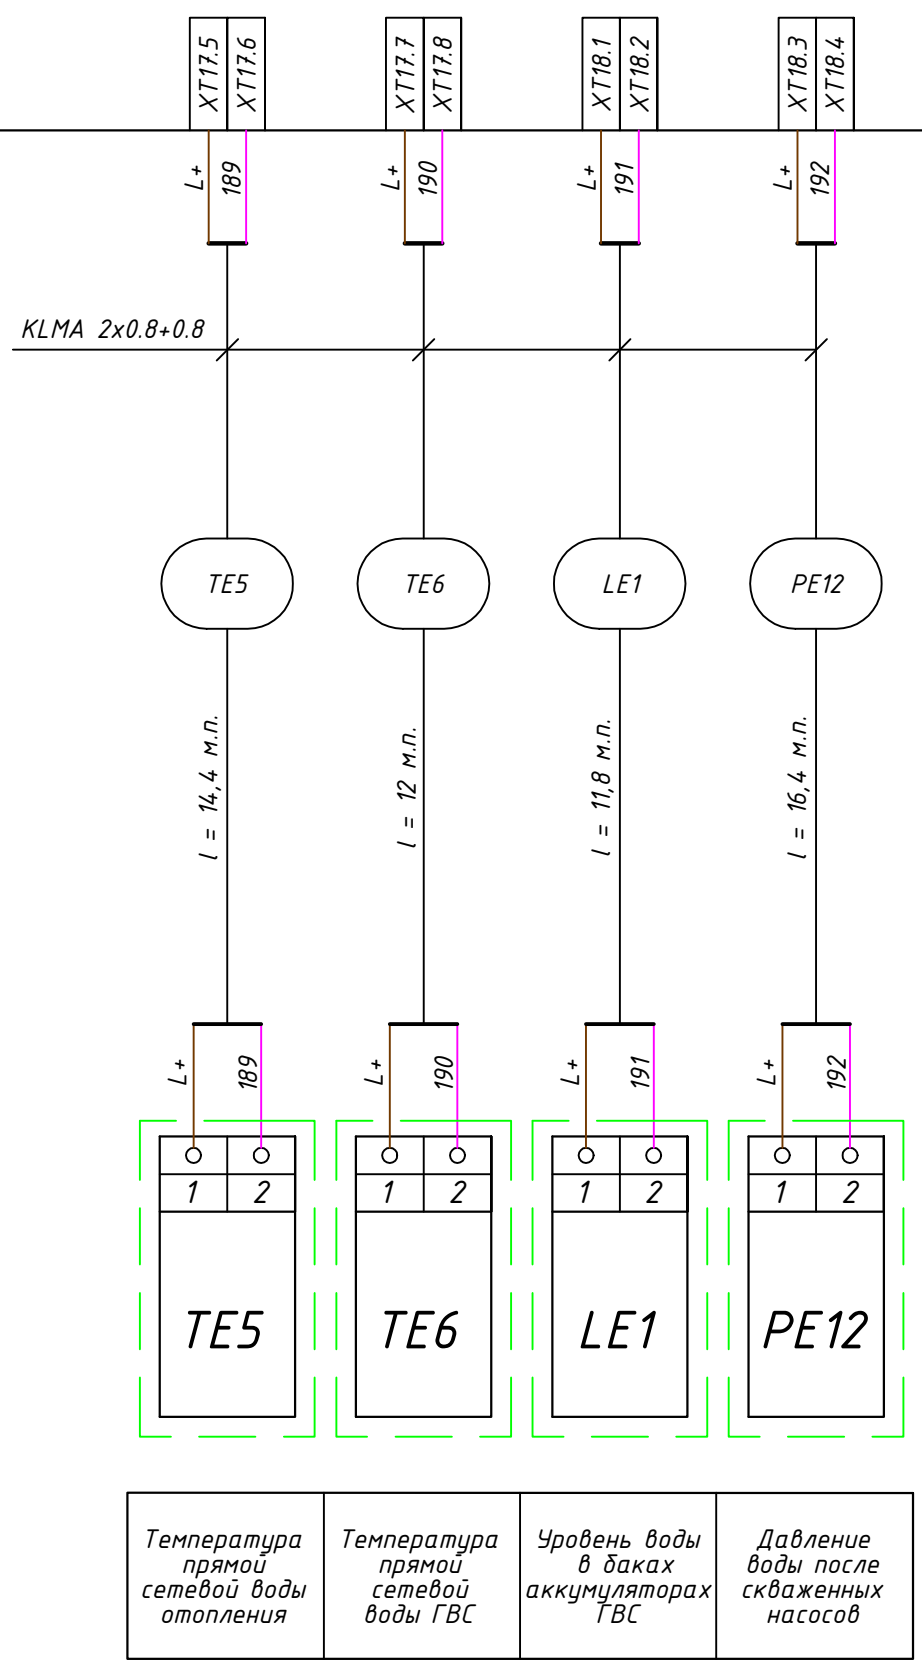 XT17.5
XT17.6
XT17.7
XT17.8
XT18.1
XT18.2
XT18.3
XT18.4
L+
189
L+
190
L+
191
L+
192
KLMA 2x0.8+0.8
TE5
TE6
LE1
PE12
l = 14,4 м.п.
l = 12 м.п.
l = 11,8 м.п.
l = 16,4 м.п.
L+
189
L+
190
L+
191
L+
192
1
2
1
2
1
2
1
2
TE5
TE6
LE1
PE12
Температура
прямой
сетевой воды
отопления
Температура
прямой
сетевой
воды ГВС
Уровень воды
в баках
аккумуляторах
ГВС
Давление
воды после
скваженных
насосов